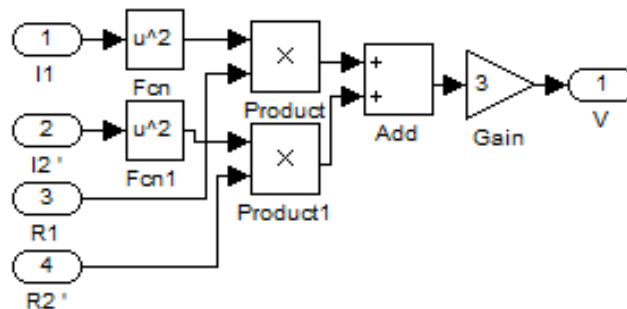 1
I1
u^2
Fcn
×
Product
+
+
Add
3
Gain
1
V
2
I2 '
u^2
Fcn1
×
Product1
3
R1
4
R2 '